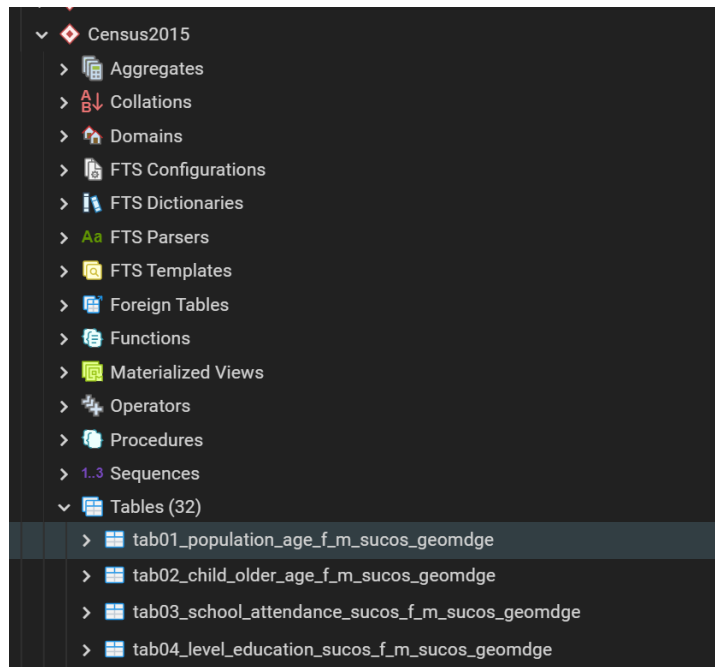 Census2015
Aggregates
A
B↓ Collations
Domains
FTS Configurations
FTS Dictionaries
Aa FTS Parsers
FTS Templates
Foreign Tables
Functions
Materialized Views
Operators
Procedures
1..3 Sequences
Tables (32)
tab01_population_age_f_m_sucos_geomdge
tab02_child_older_age_f_m_sucos_geomdge
tab03_school_attendance_sucos_f_m_sucos_geomdge
tab04_level_education_sucos_f_m_sucos_geomdge